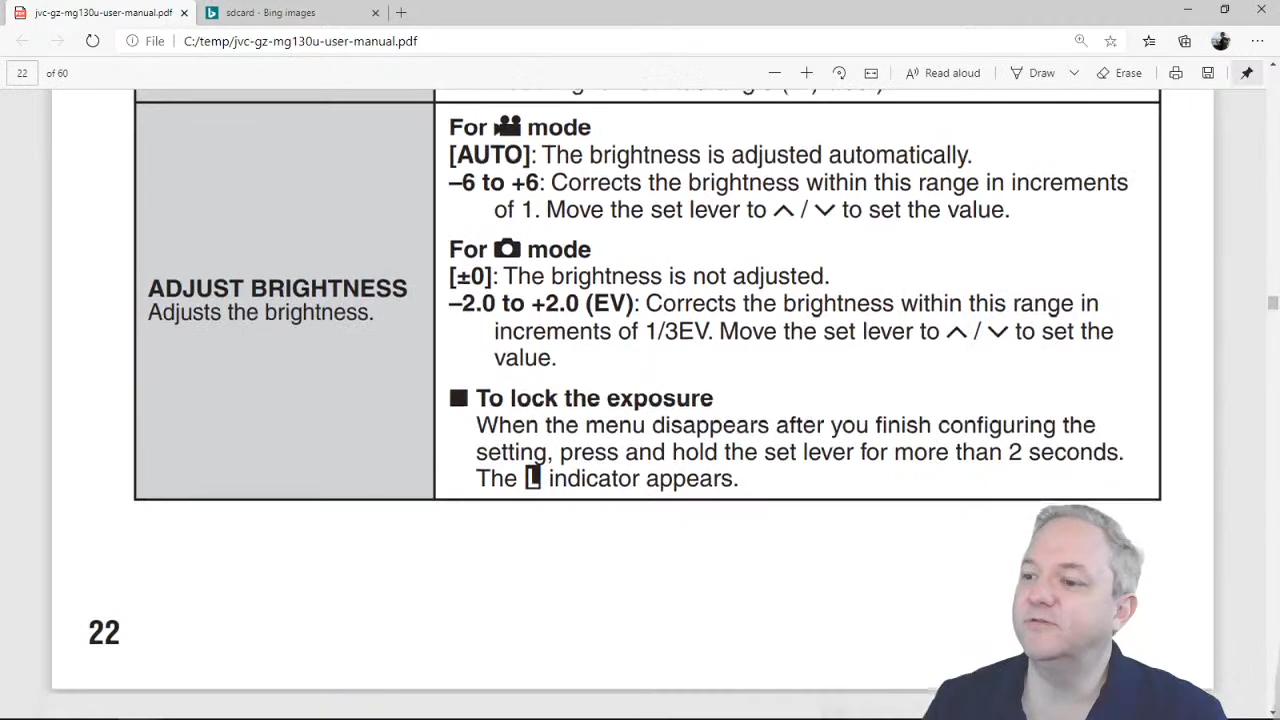 jvc-gz-mg130u-user-manual.pdf
sdcard - Bing images
File
C:/temp/jvc-gz-mg130u-user-manual.pdf
22 of 60
Read aloud
Draw
Erase
For mode
[AUTO]: The brightness is adjusted automatically.
–6 to +6: Corrects the brightness within this range in increments
of 1. Move the set lever to / to set the value.
For mode
[±0]: The brightness is not adjusted.
ADJUST BRIGHTNESS
Adjusts the brightness.
–2.0 to +2.0 (EV): Corrects the brightness within this range in
increments of 1/3EV. Move the set lever to / to set the
value.
■ To lock the exposure
When the menu disappears after you finish configuring the
setting, press and hold the set lever for more than 2 seconds.
The L indicator appears.
22